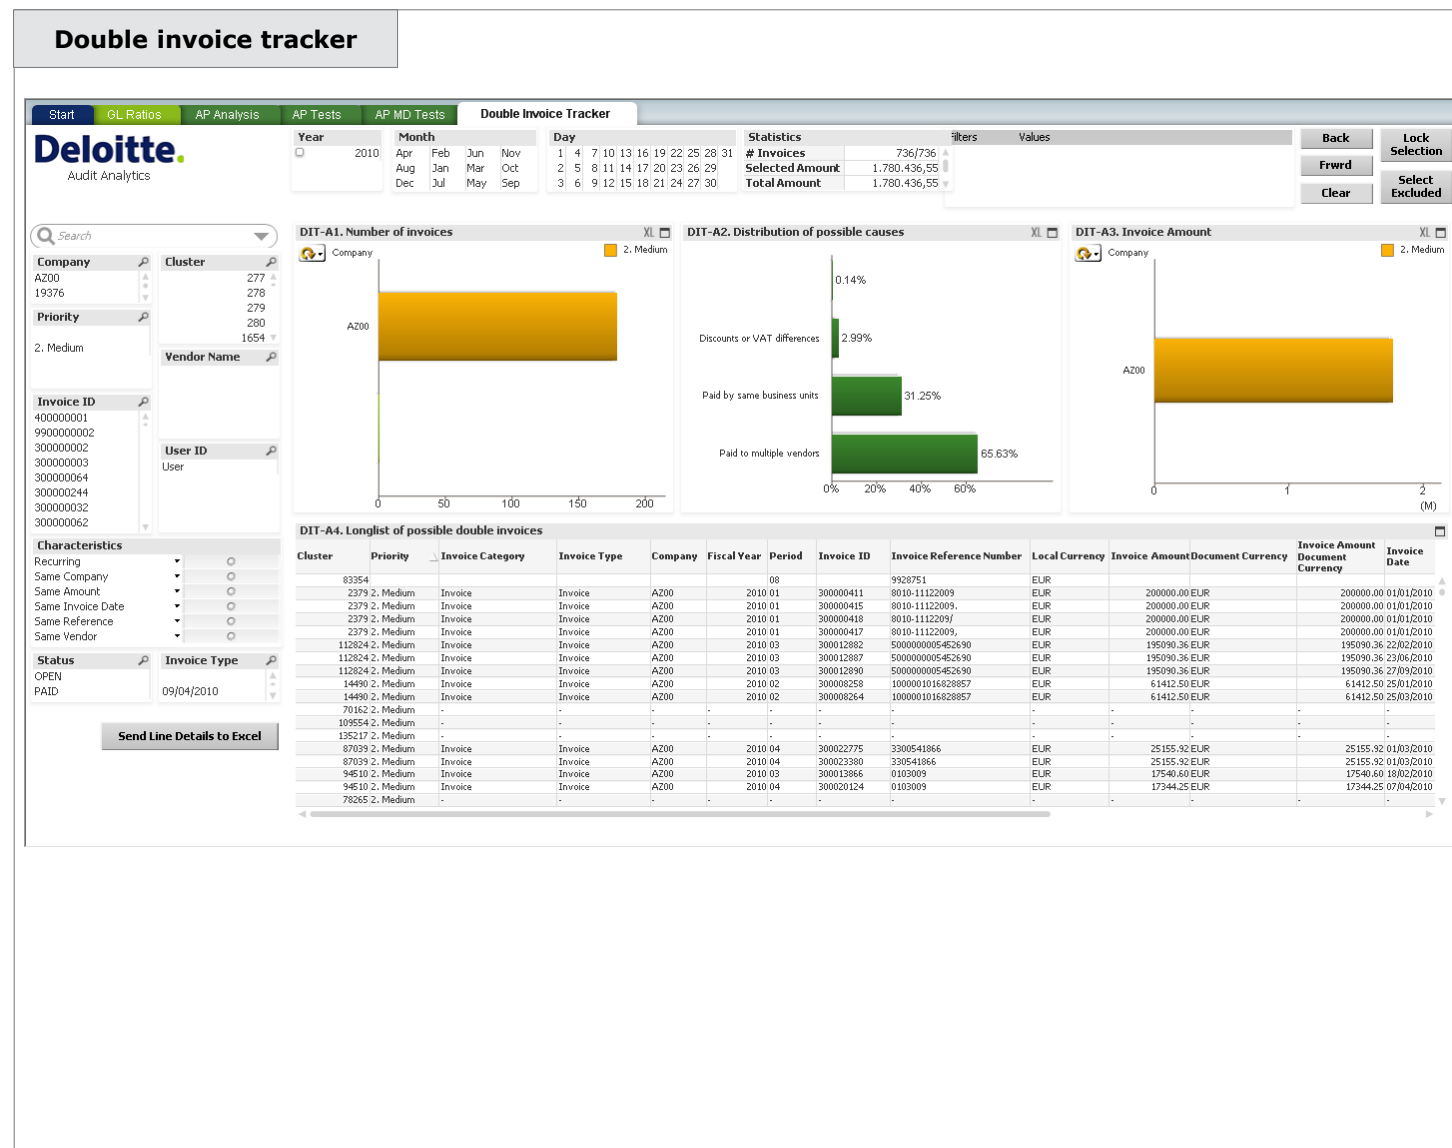 Double invoice tracker
Start GL Ratios AP Analysis AP Tests AP MD Tests Double Invoice Tracker
Deloitte.
Audit Analytics
Year
2010
Month
Apr Feb Jun Nov
Aug Jan Mar Oct
Dec Jul May Sep
Day
1 4 7 10 13 16 19 22 25 28 31
2 5 8 11 14 17 20 23 26 29
3 6 9 12 15 18 21 24 27 30
Statistics
# Invoices 736/736
Selected Amount 1.780.436,55
Total Amount 1.780.436,55
Filters Values
Back
Frwrd
Clear
Lock Selection
Select Excluded
Search
Company
AZ00
19376
Priority
2. Medium
Invoice ID
400000001
9900000002
300000002
300000003
300000064
300000244
300000032
300000062
Cluster
277
278
279
280
1654
Vendor Name
User ID
User
Characteristics
Recurring
Same Company
Same Amount
Same Invoice Date
Same Reference
Same Vendor
Status
OPEN
PAID
Invoice Type
09/04/2010
Send Line Details to Excel
DIT-A1. Number of invoices XL
Company
2. Medium
AZ00
0 50 100 150 200
DIT-A2. Distribution of possible causes XL
0.14%
Discounts or VAT differences 2.99%
Paid by same business units 31.25%
Paid to multiple vendors 65.63%
0% 20% 40% 60%
DIT-A3. Invoice Amount XL
Company
2. Medium
AZ00
0 1 2
(M)
DIT-A4. Longlist of possible double invoices
Cluster Priority Invoice Category Invoice Type Company Fiscal Year Period Invoice ID Invoice Reference Number Local Currency Invoice Amount Document Currency Invoice Amount Document Currency Invoice Date
83354 08 9928751 EUR
2379 2. Medium Invoice Invoice AZ00 2010 01 300000411 8010-11122009 EUR 200000.00 EUR 200000.00 01/01/2010
2379 2. Medium Invoice Invoice AZ00 2010 01 300000415 8010-11122009. EUR 200000.00 EUR 200000.00 01/01/2010
2379 2. Medium Invoice Invoice AZ00 2010 01 300000418 8010-1112209/ EUR 200000.00 EUR 200000.00 01/01/2010
2379 2. Medium Invoice Invoice AZ00 2010 01 300000417 8010-11122009, EUR 200000.00 EUR 200000.00 01/01/2010
112824 2. Medium Invoice Invoice AZ00 2010 03 300012882 5000000005452690 EUR 195090.36 EUR 195090.36 22/02/2010
112824 2. Medium Invoice Invoice AZ00 2010 03 300012887 5000000005452690 EUR 195090.36 EUR 195090.36 23/06/2010
112824 2. Medium Invoice Invoice AZ00 2010 03 300012890 5000000005452690 EUR 195090.36 EUR 195090.36 27/09/2010
14490 2. Medium Invoice Invoice AZ00 2010 02 300008258 1000001016828857 EUR 61412.50 EUR 61412.50 25/01/2010
14490 2. Medium Invoice Invoice AZ00 2010 02 300008264 1000001016828857 EUR 61412.50 EUR 61412.50 25/03/2010
70162 2. Medium - - - - - - - - - - - -
109554 2. Medium - - - - - - - - - - - -
135217 2. Medium - - - - - - - - - - - -
87039 2. Medium Invoice Invoice AZ00 2010 04 300022775 3300541866 EUR 25155.92 EUR 25155.92 01/03/2010
87039 2. Medium Invoice Invoice AZ00 2010 04 300023380 330541866 EUR 25155.92 EUR 25155.92 01/03/2010
94510 2. Medium Invoice Invoice AZ00 2010 03 300013866 0103009 EUR 17540.60 EUR 17540.60 18/02/2010
94510 2. Medium Invoice Invoice AZ00 2010 04 300020124 0103009 EUR 17344.25 EUR 17344.25 07/04/2010
78265 2. Medium - - - - - - - - - - - -